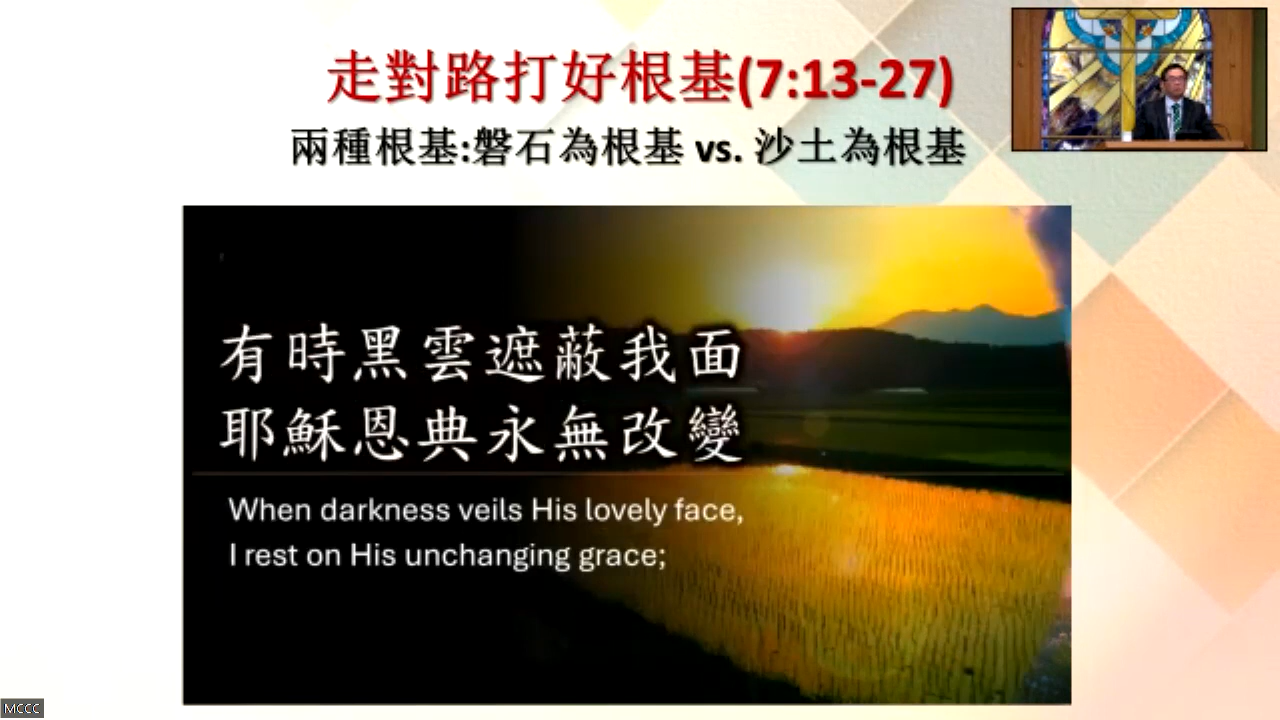 走對路打好根基(7:13-27)
兩種根基:磐石為根基 vs. 沙土為根基
有時黑雲遮蔽我面
耶穌恩典永無改變
When darkness veils His lovely face,
I rest on His unchanging grace;
MCCC